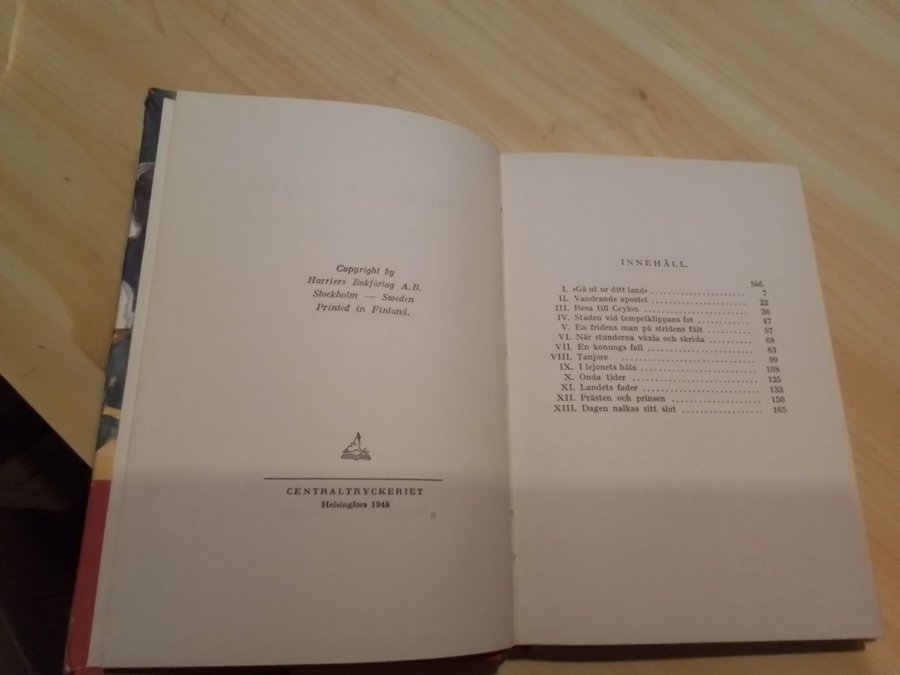 Copyright by
Harriers Bokförlag A.B.
Stockholm — Sweden
Printed in Finland.
CENTRALTRYCKERIET
Helsingfors 1948
INNEHÅLL.
Sid.
I. »Gå ut ur ditt land» 7
II. Vandrande apostel 22
III. Resa till Ceylon 36
IV. Staden vid tempelklippans fot 47
V. En fridens man på stridens fält 57
VI. När stunderna växla och skrida 68
VII. En konungs fall 83
VIII. Tanjore 99
IX. I lejonets håla 108
X. Onda tider 125
XI. Landets fader 133
XII. Prästen och prinsen 150
XIII. Dagen nalkas sitt slut 165